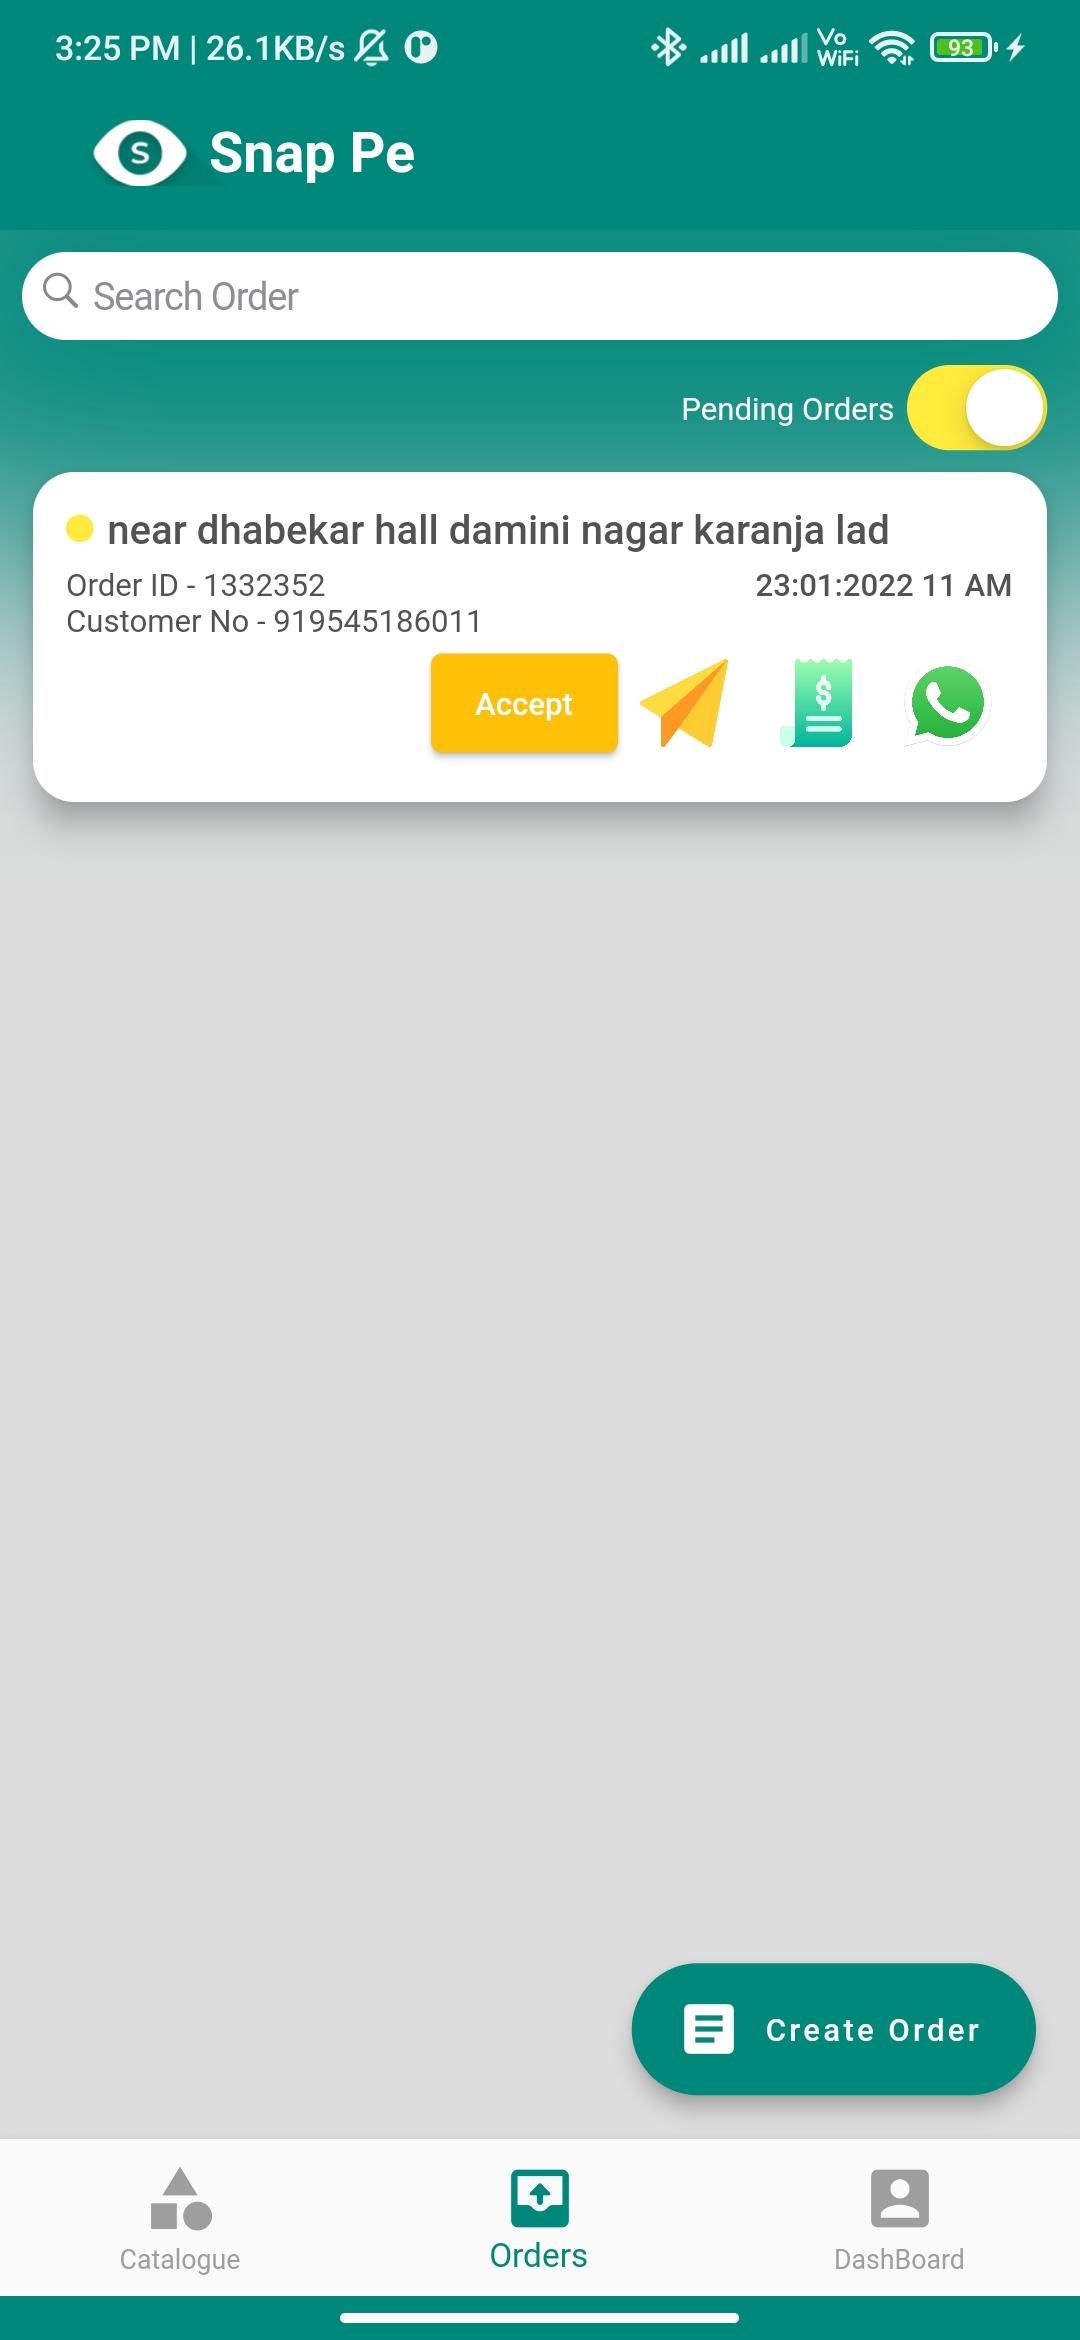 3:25 PM | 26.1KB/s
Vo
WiFi
93
S
Snap Pe
Search Order
Pending Orders
near dhabekar hall damini nagar karanja lad
Order ID - 1332352
23:01:2022 11 AM
Customer No - 919545186011
Accept
$
Create Order
Catalogue
Orders
DashBoard